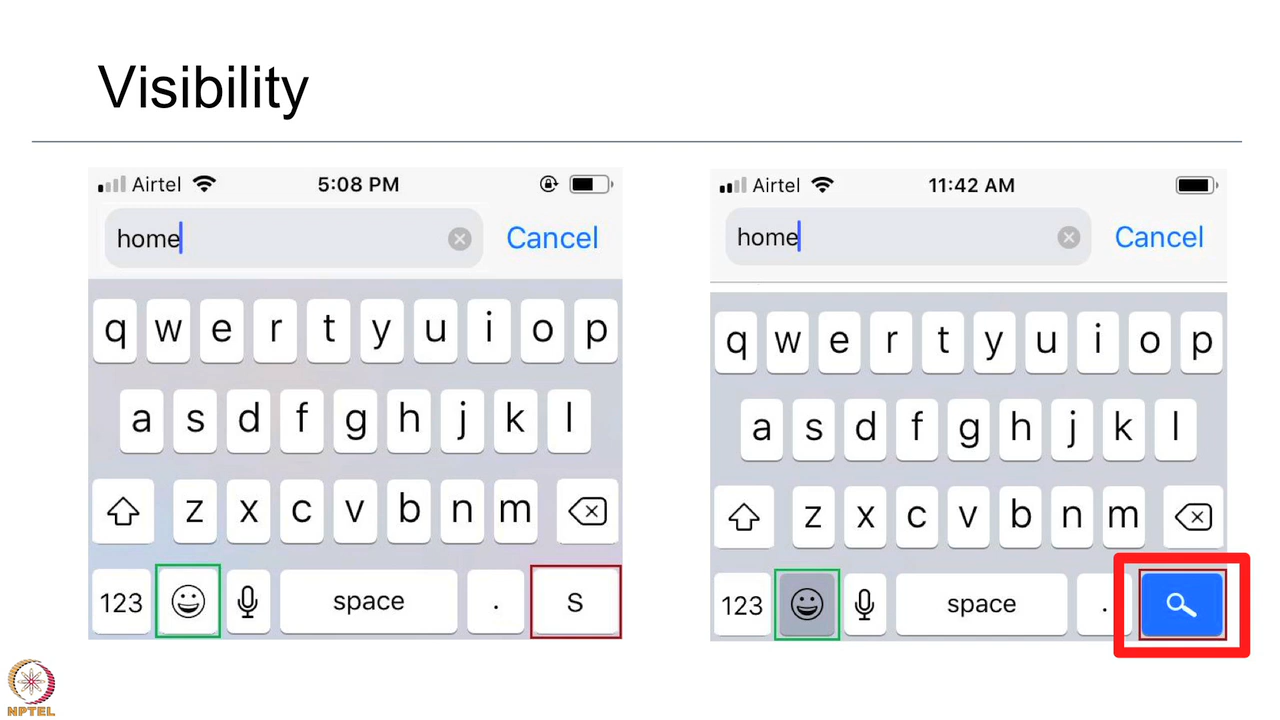 Visibility
Airtel 5:08 PM
home Cancel
q w e r t y u i o p
a s d f g h j k l
z x c v b n m
123 space . S
Airtel 11:42 AM
home Cancel
q w e r t y u i o p
a s d f g h j k l
z x c v b n m
123 space .
NPTEL